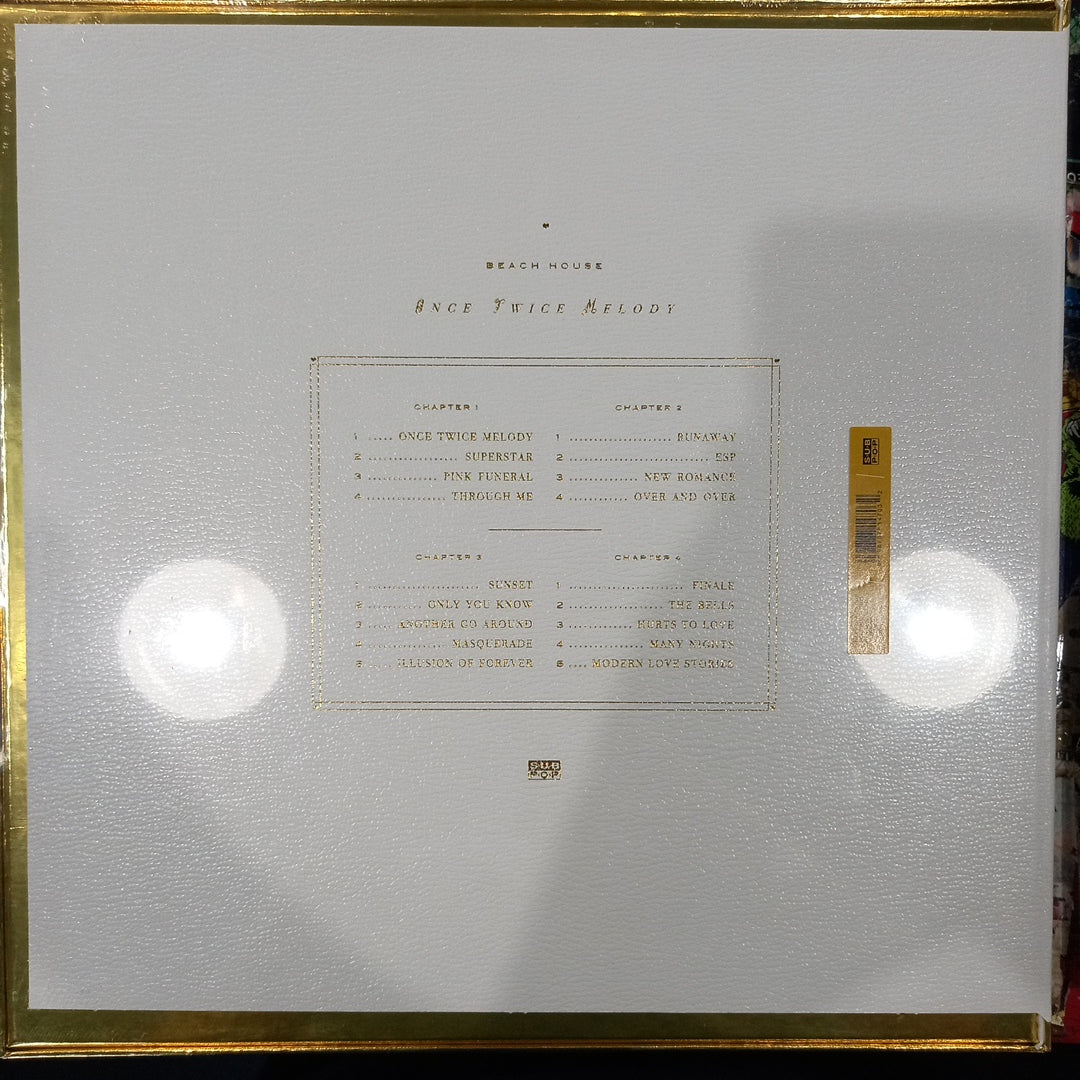 BEACH HOUSE
ONCE TWICE MELODY
CHAPTER 1
1 ..... ONCE TWICE MELODY
2 .................. SUPERSTAR
3 .............. PINK FUNERAL
4 ................ THROUGH ME
CHAPTER 2
1 ..................... RUNAWAY
2 ............................ ESP
3 .............. NEW ROMANCE
4 ............ OVER AND OVER
CHAPTER 3
1 ...................... SUNSET
2 ........... ONLY YOU KNOW
3 ..... ANOTHER GO AROUND
4 ................ MASQUERADE
5 ..... ILLUSION OF FOREVER
CHAPTER 4
1 ........................ FINALE
2 ................... THE BELLS
3 ............. HURTS TO LOVE
4 ................ MANY NIGHTS
5 .... MODERN LOVE STORIES
SUB
POP
SUB
POP